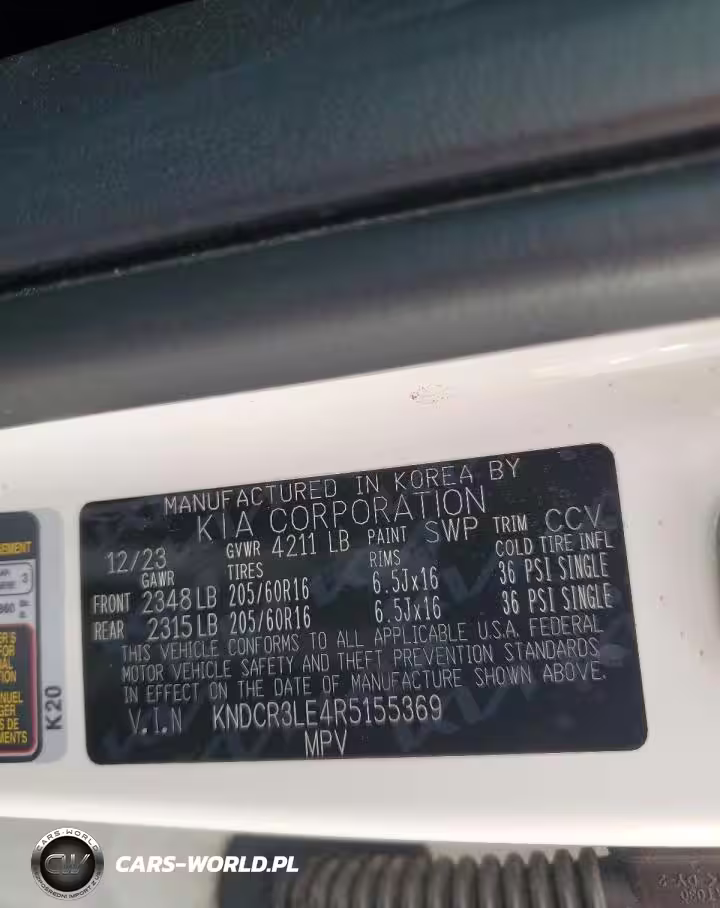 MANUFACTURED IN KOREA BY
KIA CORPORATION
12/23 GVWR 4211 LB PAINT SWP TRIM CCV
GAWR TIRES RIMS COLD TIRE INFL
FRONT 2348 LB 205/60R16 6.5Jx16 36 PSI SINGLE
REAR 2315 LB 205/60R16 6.5Jx16 36 PSI SINGLE
THIS VEHICLE CONFORMS TO ALL APPLICABLE U.S.A. FEDERAL
MOTOR VEHICLE SAFETY AND THEFT PREVENTION STANDARDS
IN EFFECT ON THE DATE OF MANUFACTURE SHOWN ABOVE.
V.I.N KNDCR3LE4R5155369
MPV
K20
CARS-WORLD
CW
CARS-WORLD.PL